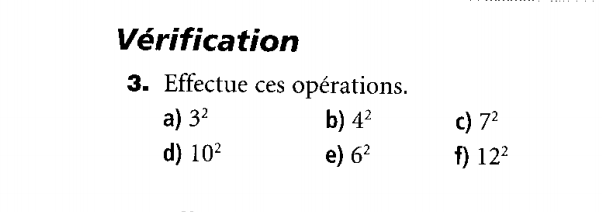 Vérification
3. Effectue ces opérations.
a) 3² b) 4² c) 7²
d) 10² e) 6² f) 12²